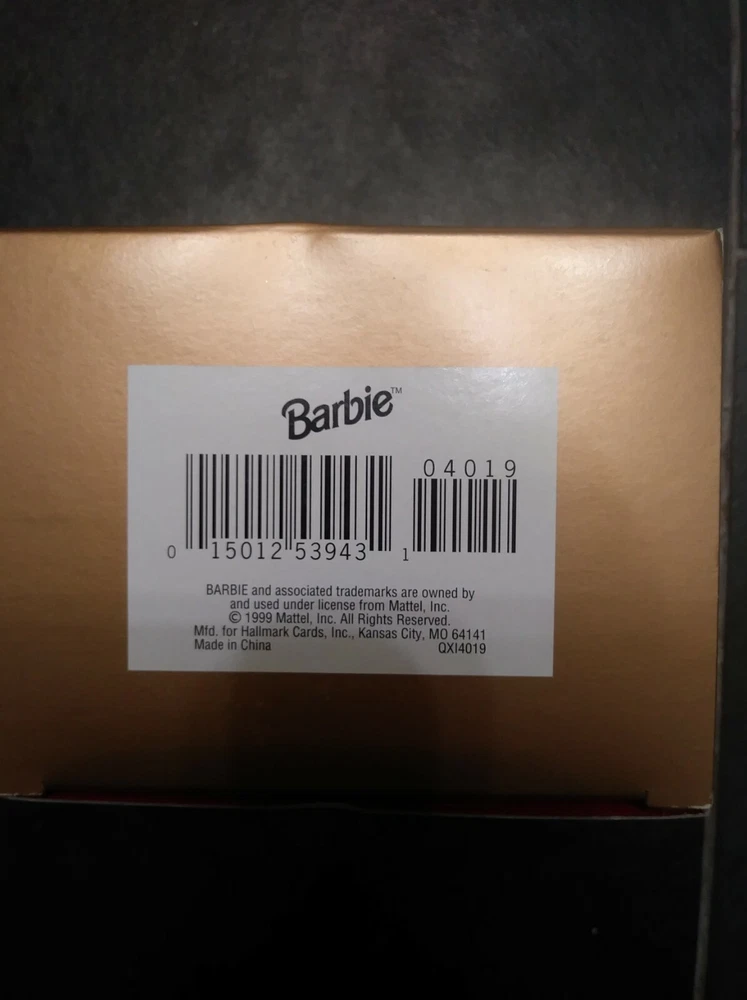 Barbie™
04019
0 15012 53943 1
BARBIE and associated trademarks are owned by
and used under license from Mattel, Inc.
© 1999 Mattel, Inc. All Rights Reserved.
Mfd. for Hallmark Cards, Inc., Kansas City, MO 64141
Made in China QXI4019